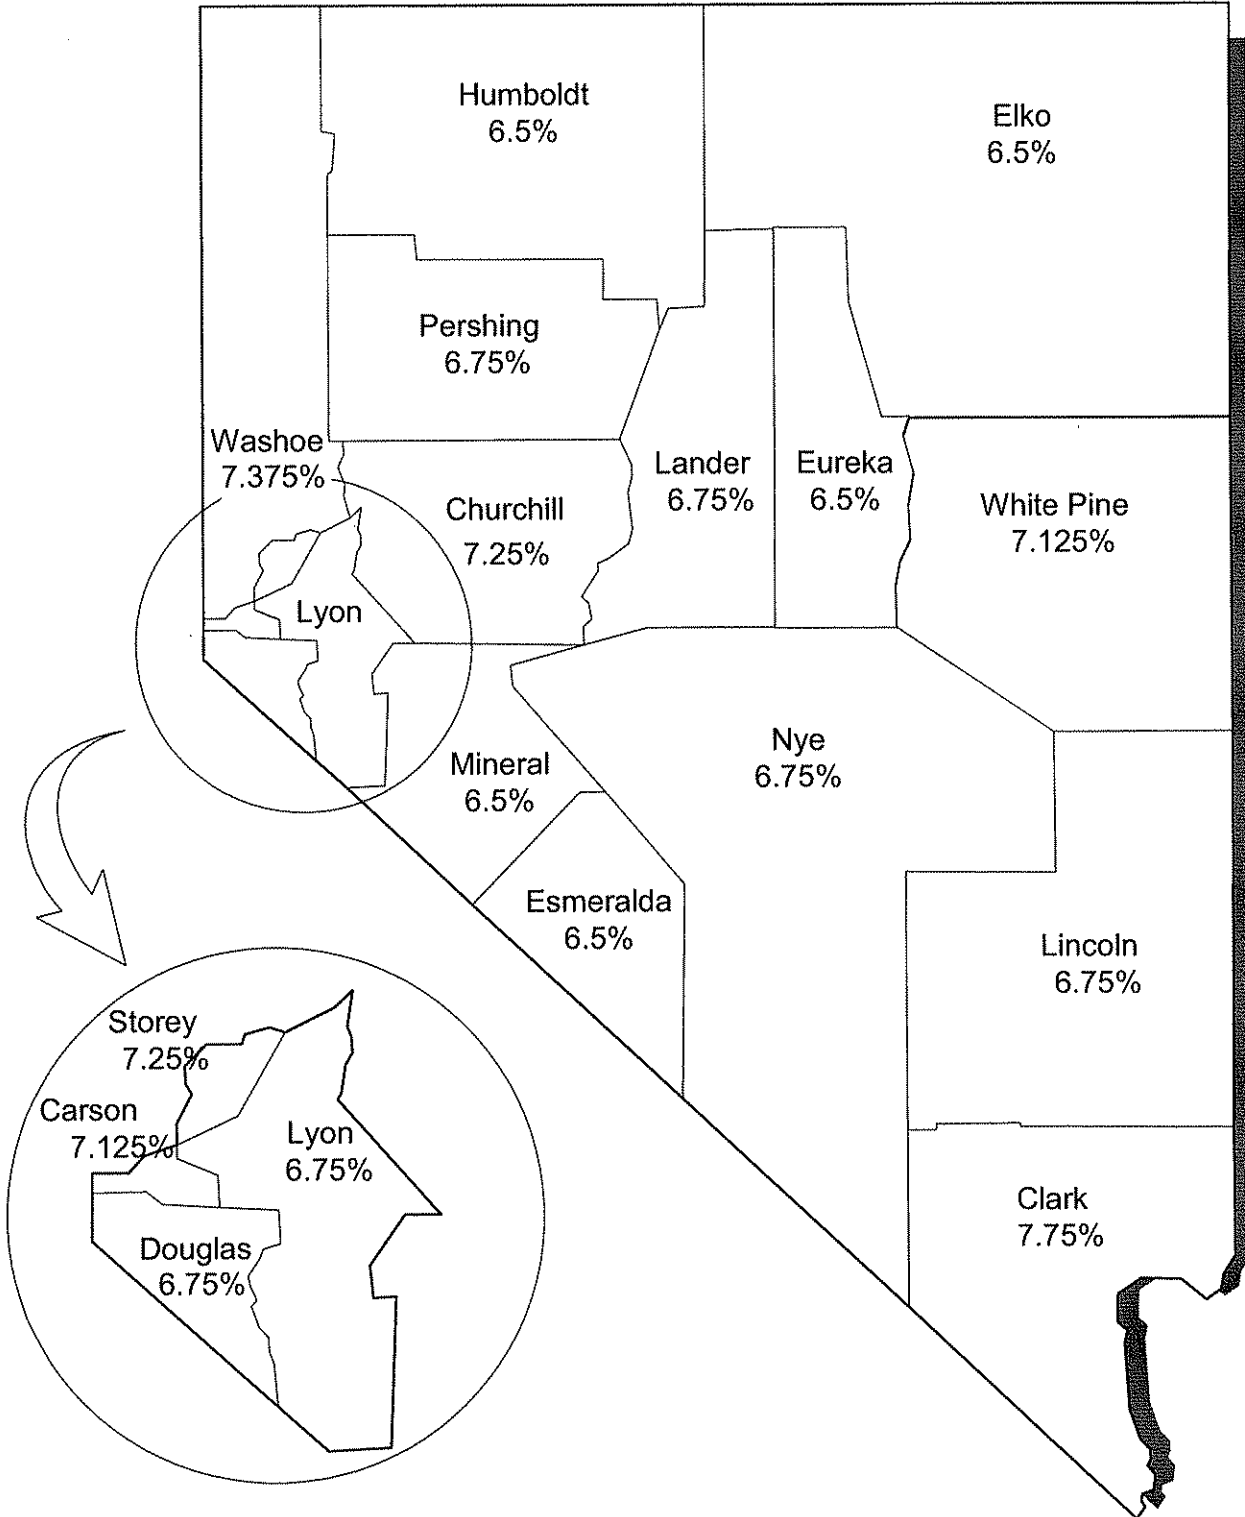 Humboldt
6.5%
Elko
6.5%
Pershing
6.75%
Washoe
7.375%
Churchill
7.25%
Lander
6.75%
Eureka
6.5%
White Pine
7.125%
Lyon
Mineral
6.5%
Nye
6.75%
Esmeralda
6.5%
Lincoln
6.75%
Storey
7.25%
Carson
7.125%
Lyon
6.75%
Douglas
6.75%
Clark
7.75%